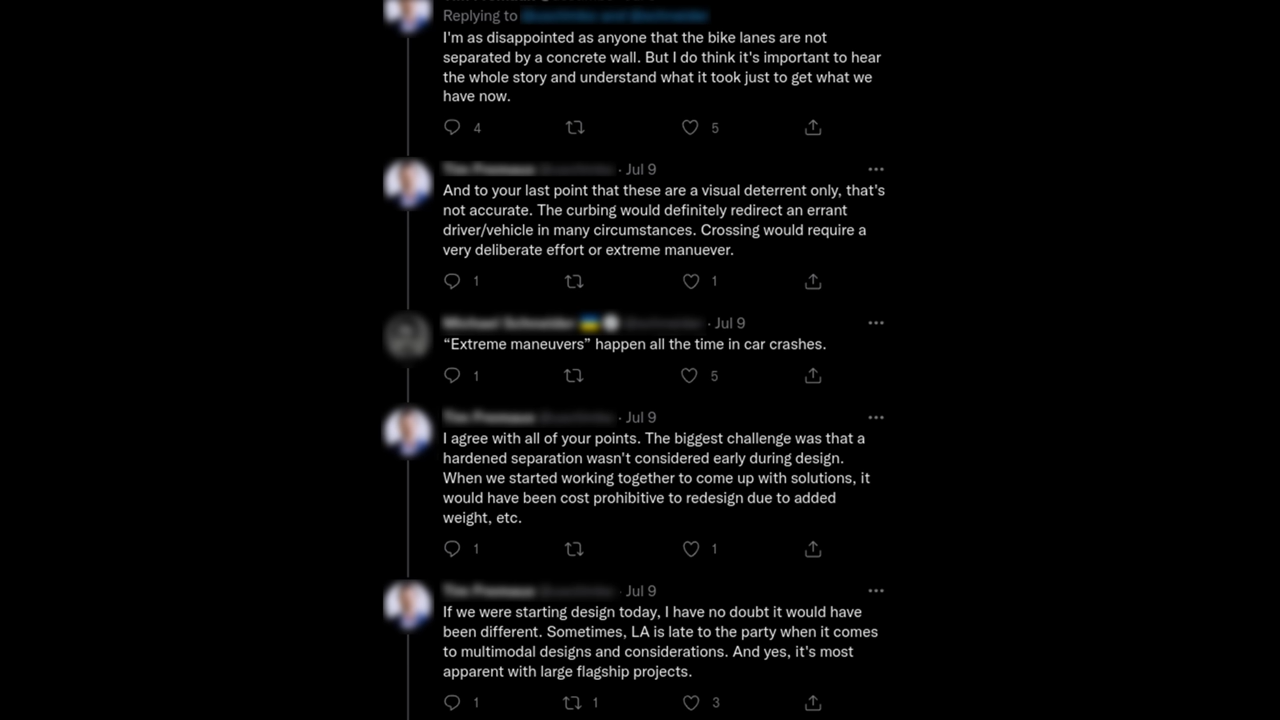 Replying to
I'm as disappointed as anyone that the bike lanes are not
separated by a concrete wall. But I do think it's important to hear
the whole story and understand what it took just to get what we
have now.
4 5
· Jul 9
And to your last point that these are a visual deterrent only, that's
not accurate. The curbing would definitely redirect an errant
driver/vehicle in many circumstances. Crossing would require a
very deliberate effort or extreme manuever.
1 1
· Jul 9
“Extreme maneuvers” happen all the time in car crashes.
1 5
· Jul 9
I agree with all of your points. The biggest challenge was that a
hardened separation wasn't considered early during design.
When we started working together to come up with solutions, it
would have been cost prohibitive to redesign due to added
weight, etc.
1 1
· Jul 9
If we were starting design today, I have no doubt it would have
been different. Sometimes, LA is late to the party when it comes
to multimodal designs and considerations. And yes, it's most
apparent with large flagship projects.
1 1 3